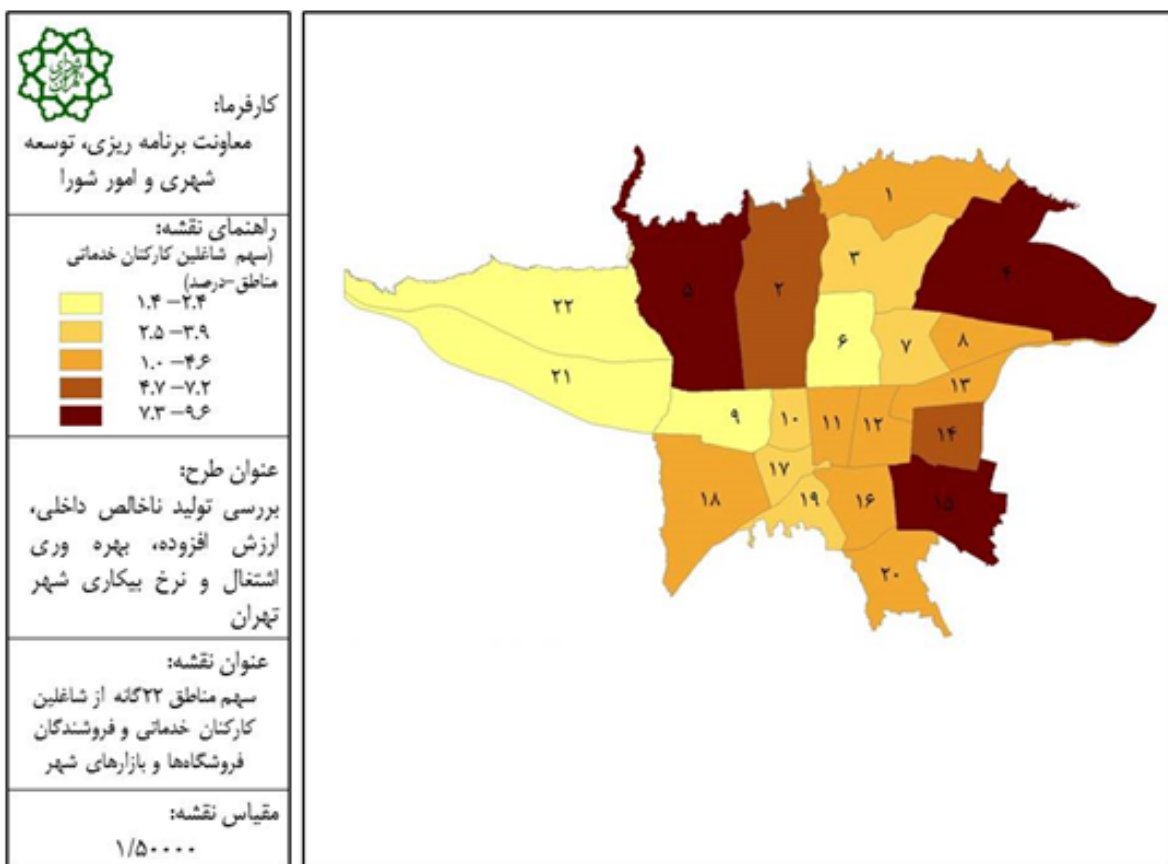 کارفرما:
معاونت برنامه ریزی، توسعه
شهری و امور شورا
راهنمای نقشه:
(سهم شاغلین کارکنان خدماتی
مناطق-درصد)
۱.۴-۲.۴
۲.۵-۳.۹
۱.۰-۴.۶
۴.۷-۷.۲
۷.۳-۹.۶
عنوان طرح:
بررسی تولید ناخالص داخلی،
ارزش افزوده، بهره وری
اشتغال و نرخ بیکاری شهر
تهران
عنوان نقشه:
سهم مناطق ۲۲گانه از شاغلین
کارکنان خدماتی و فروشندگان
فروشگاه‌ها و بازارهای شهر
مقیاس نقشه:
۱/۵۰۰۰۰
۱
۳
۴
۵
۲
۲۲
۶
۷
۸
۲۱
۱۳
۹
۱۰
۱۱
۱۲
۱۴
۱۷
۱۸
۱۹
۱۶
۱۵
۲۰